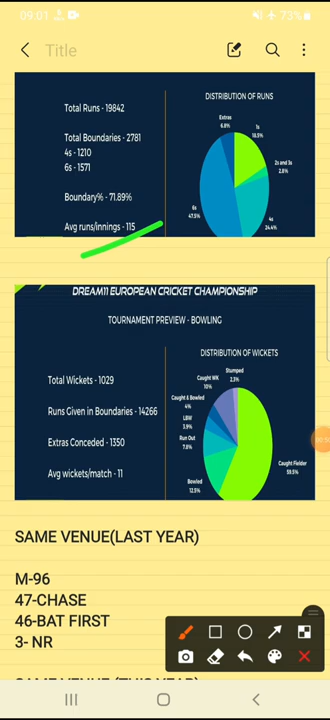 09:01
73%
Title
Total Runs - 19842
Total Boundaries - 2781
4s - 1210
6s - 1571
Boundary% - 71.89%
Avg runs/innings - 115
DISTRIBUTION OF RUNS
Extras
6.8%
1s
18.5%
2s and 3s
2.8%
4s
24.4%
6s
47.5%
DREAM11 EUROPEAN CRICKET CHAMPIONSHIP
TOURNAMENT PREVIEW - BOWLING
Total Wickets - 1029
Runs Given in Boundaries - 14266
Extras Conceded - 1350
Avg wickets/match - 11
DISTRIBUTION OF WICKETS
Stumped
2.3%
Caught WK
10%
Caught & Bowled
4%
LBW
3.9%
Run Out
7.8%
Bowled
12.5%
Caught Fielder
59.5%
SAME VENUE(LAST YEAR)
M-96
47-CHASE
46-BAT FIRST
3- NR